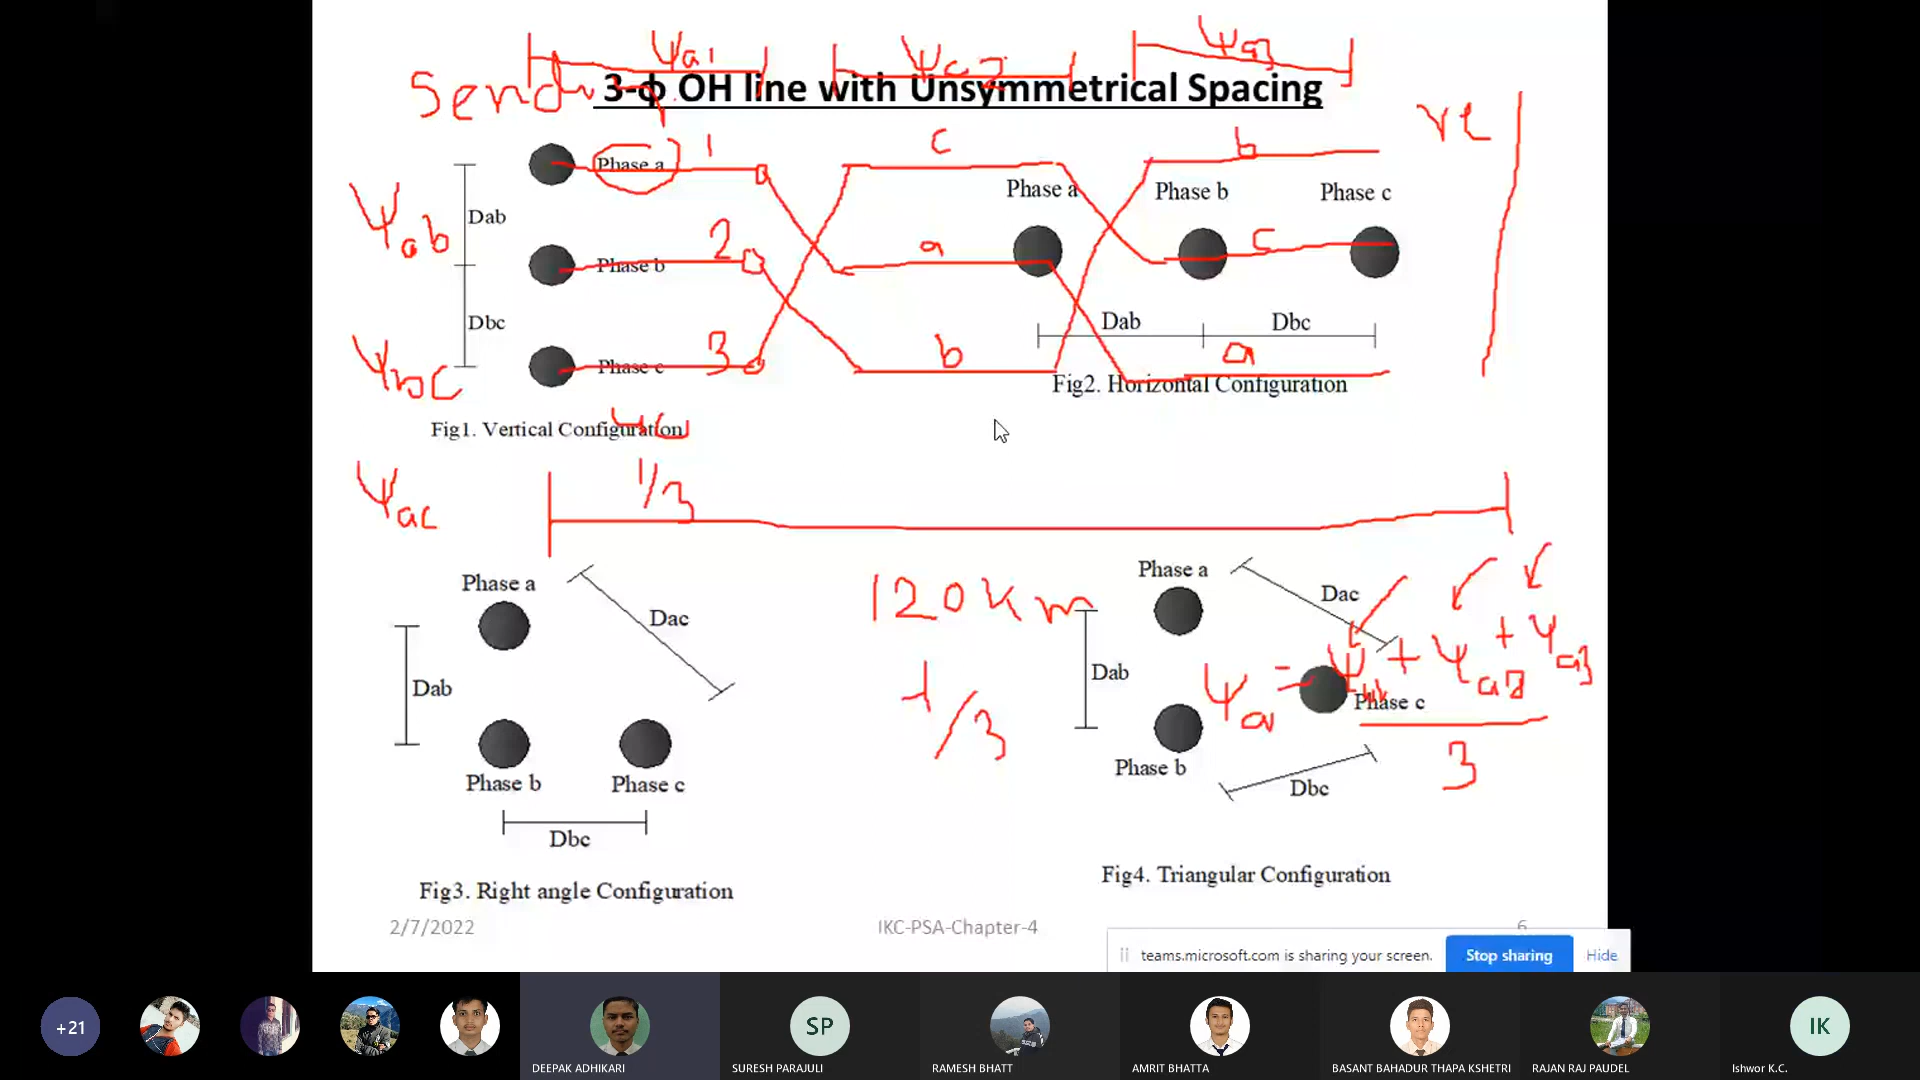 Ψa1 Ψa2 Ψa3
Send
3-ф OH line with Unsymmetrical Spacing
Phase a 1 c b
Phase a Phase b Phase c
Ψab Dab
Phase b 2 a c
Dab Dbc
Dbc
Ψbc
Phase c 3 b a
Fig2. Horizontal Configuration
Fig1. Vertical Configuration
Ψac 1/3
Phase a
Dac
Dab
Phase b Phase c
Dbc
Fig3. Right angle Configuration
120 km
1/3
Phase a
Dac
Dab
Phase c
Phase b
Dbc
Ψa = + Ψa2 + Ψa3
3
Fig4. Triangular Configuration
2/7/2022 IKC-PSA-Chapter-4 6
teams.microsoft.com is sharing your screen. Stop sharing Hide
+21 SP IK
DEEPAK ADHIKARI SURESH PARAJULI RAMESH BHATT AMRIT BHATTA BASANT BAHADUR THAPA KSHETRI RAJAN RAJ PAUDEL Ishwor K.C.